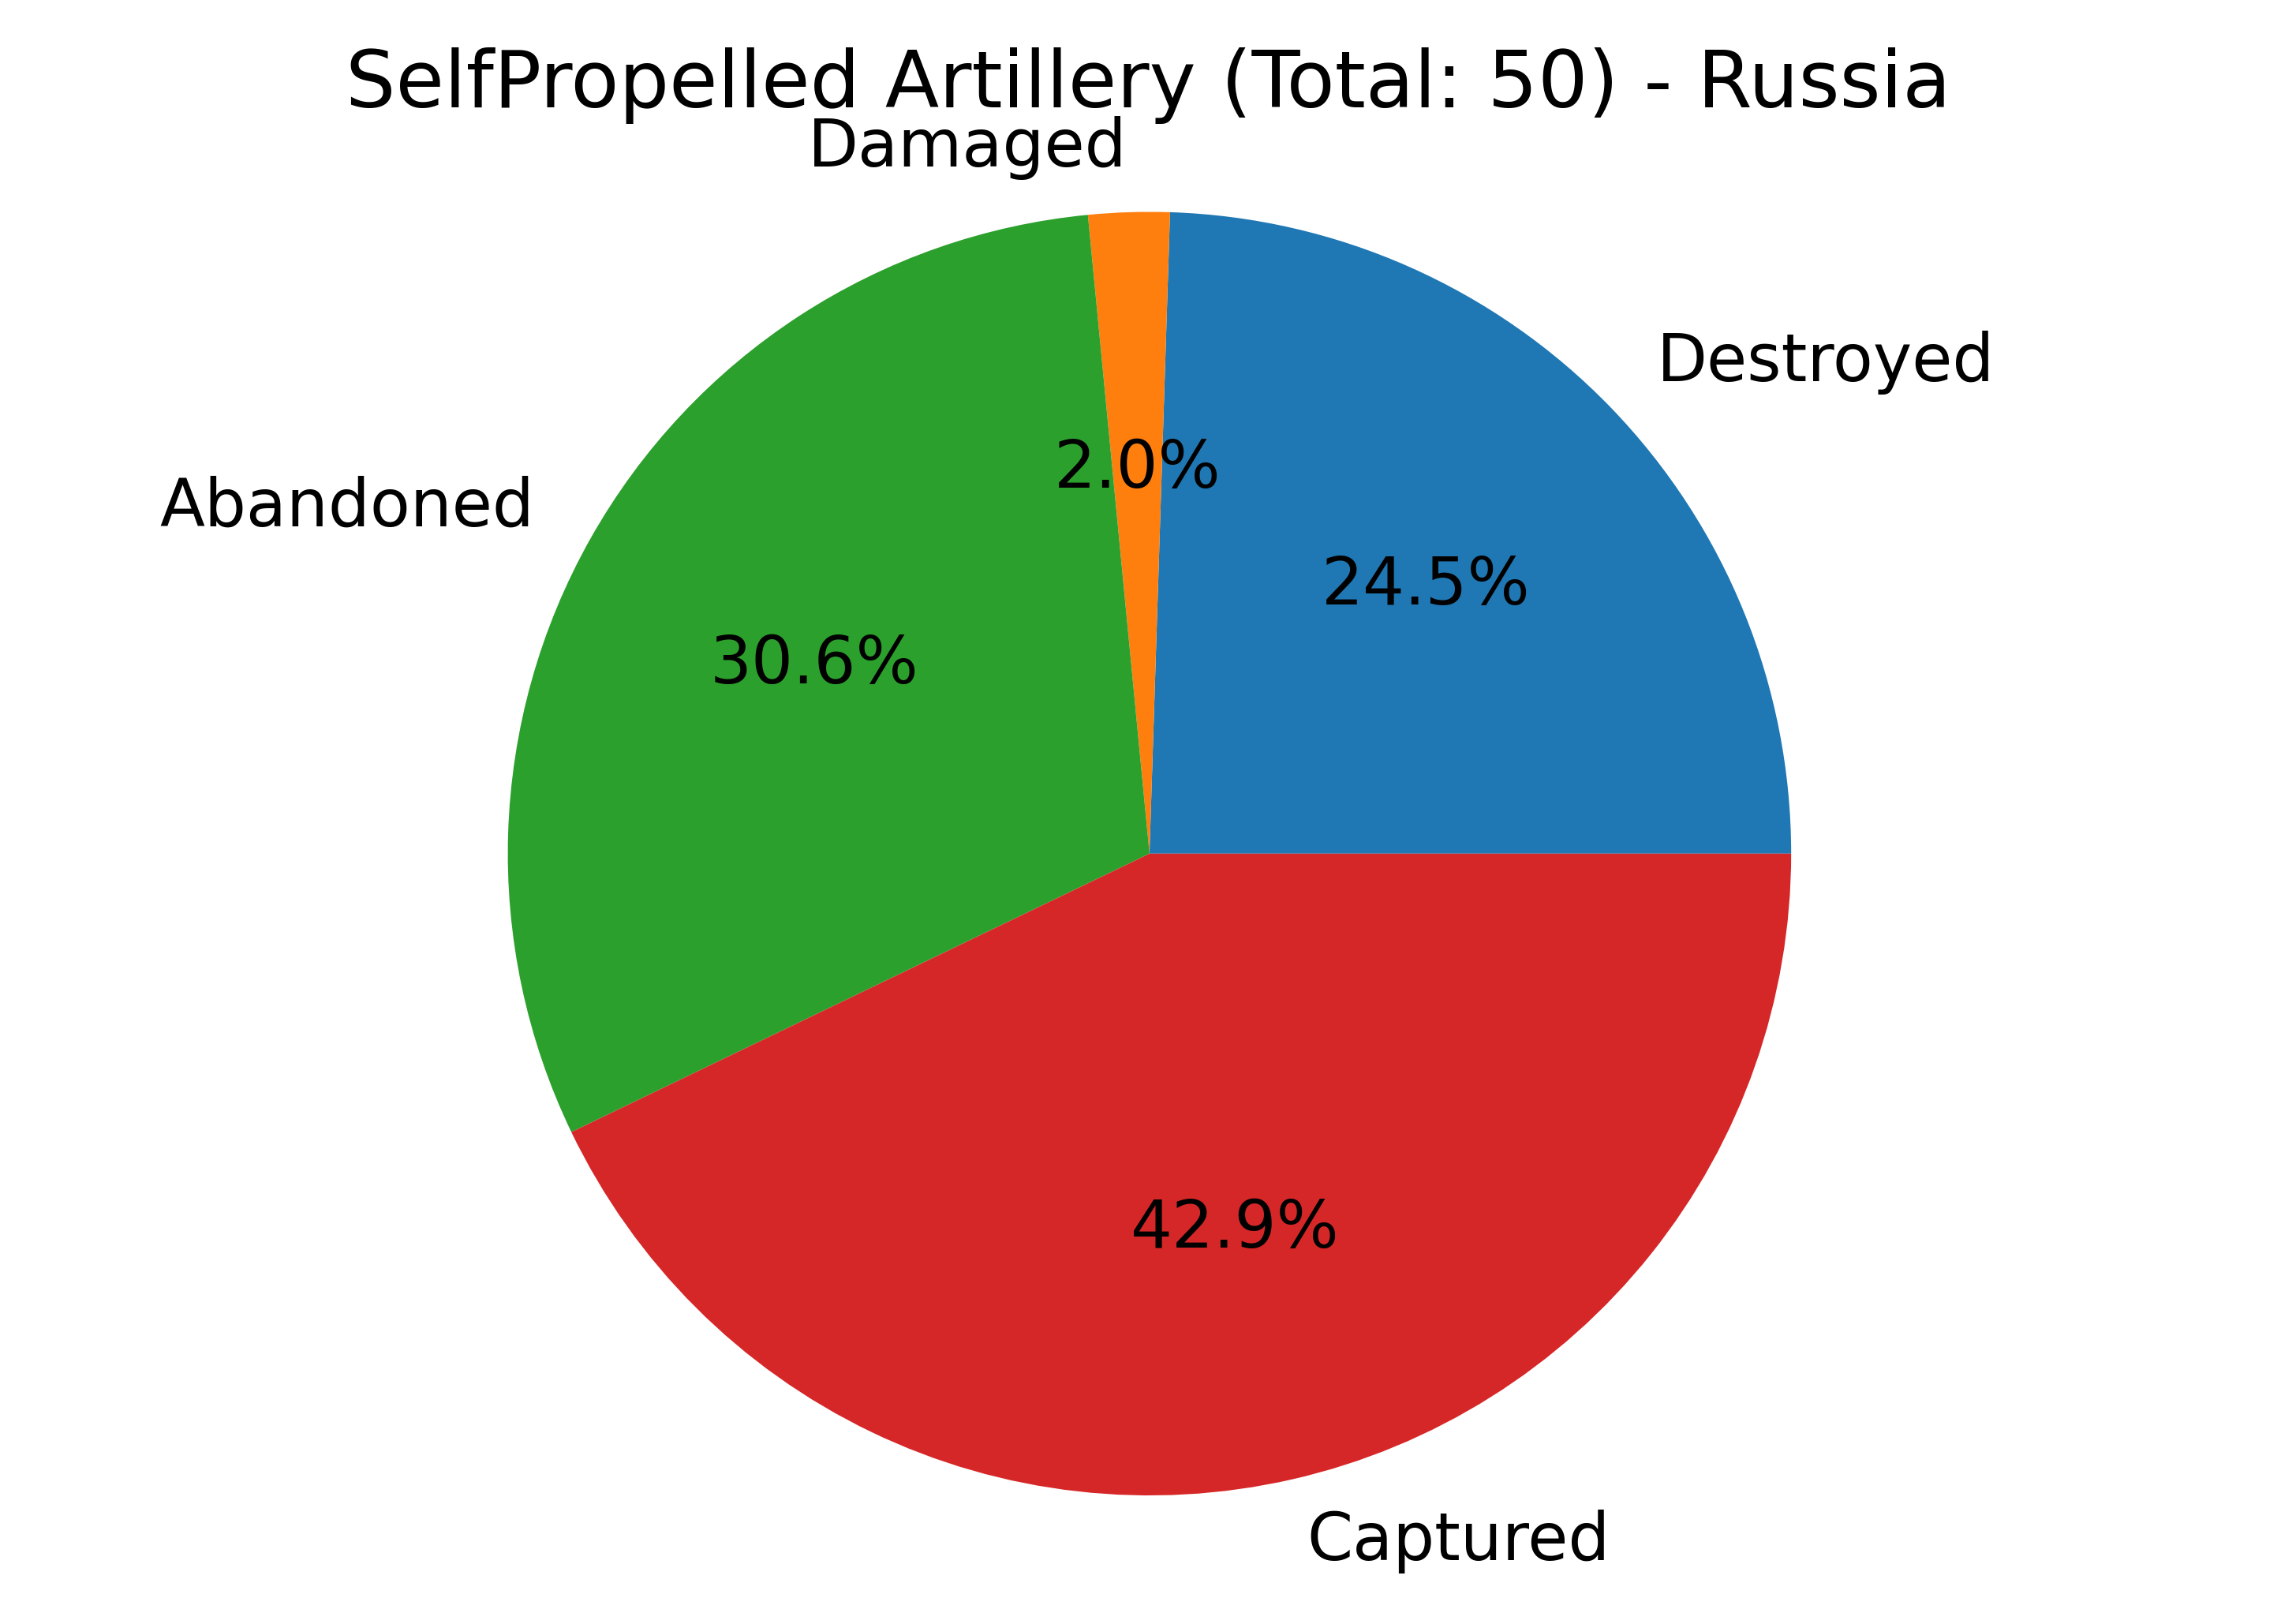 SelfPropelled Artillery (Total: 50) - Russia
Damaged
Destroyed
Abandoned
2.0%
24.5%
30.6%
42.9%
Captured